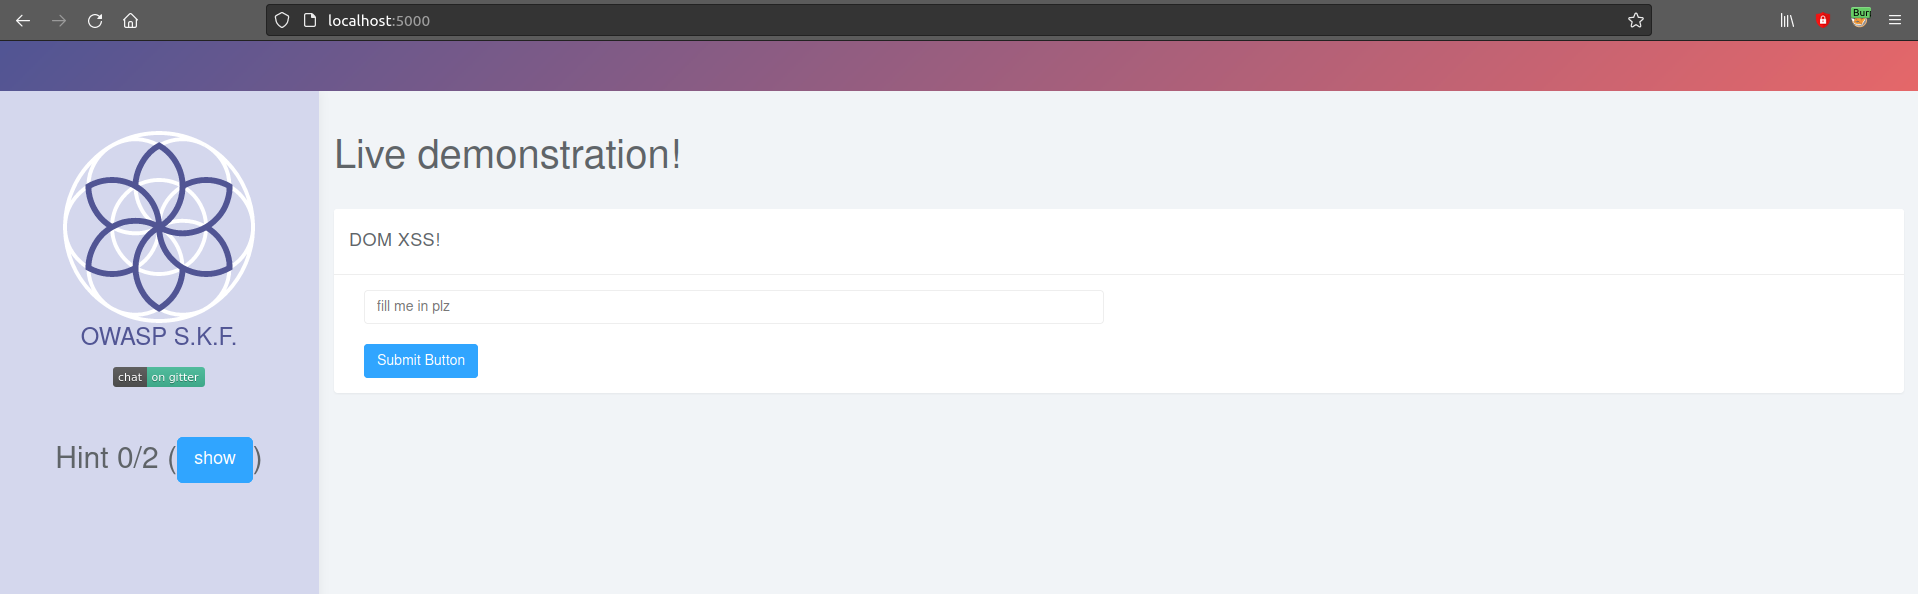 localhost:5000
Bur
Live demonstration!
OWASP S.K.F.
chat on gitter
Hint 0/2 (show)
DOM XSS!
fill me in plz
Submit Button